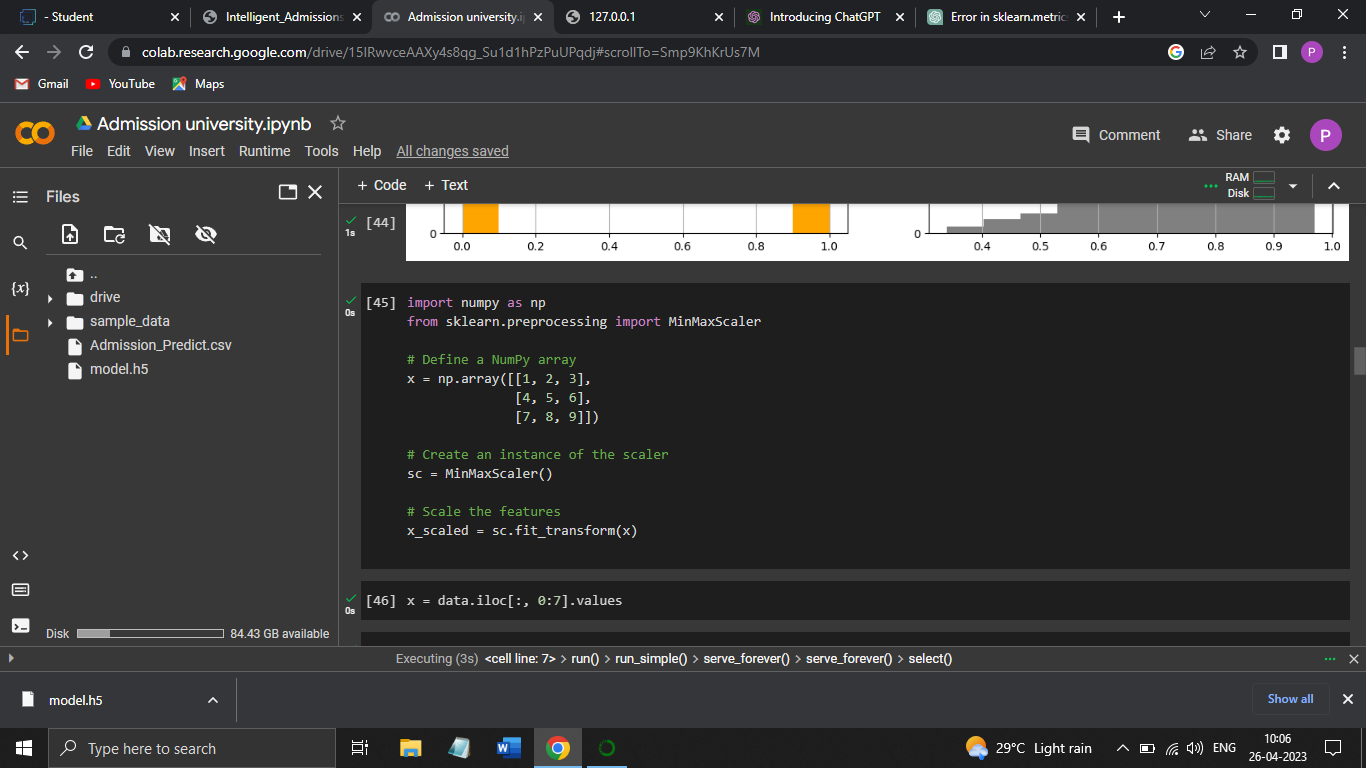 - Student
Intelligent_Admissions
Admission university.i
127.0.0.1
Introducing ChatGPT
Error in sklearn.metric
colab.research.google.com/drive/15IRwvceAAXy4s8qg_Su1d1hPzPuUPqdj#scrollTo=Smp9KhKrUs7M
P
Gmail
YouTube
Maps
Admission university.ipynb
File Edit View Insert Runtime Tools Help All changes saved
Comment
Share
P
Files
+ Code + Text
RAM
Disk
..
drive
sample_data
Admission_Predict.csv
model.h5
{x}
Disk
84.43 GB available
[44]
1s
0
0.0 0.2 0.4 0.6 0.8 1.0
0
0.4 0.5 0.6 0.7 0.8 0.9 1.0
[45]
0s
import numpy as np
from sklearn.preprocessing import MinMaxScaler
# Define a NumPy array
x = np.array([[1, 2, 3],
[4, 5, 6],
[7, 8, 9]])
# Create an instance of the scaler
sc = MinMaxScaler()
# Scale the features
x_scaled = sc.fit_transform(x)
[46]
0s
x = data.iloc[:, 0:7].values
Executing (3s) <cell line: 7> > run() > run_simple() > serve_forever() > serve_forever() > select()
model.h5
Show all
Type here to search
29°C Light rain
ENG
10:06
26-04-2023